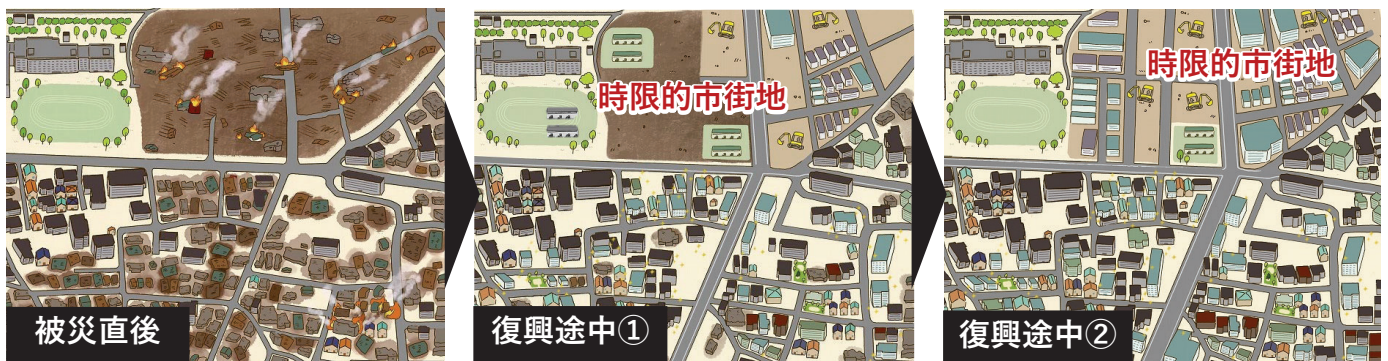 被災直後
時限的市街地
復興途中①
時限的市街地
復興途中②